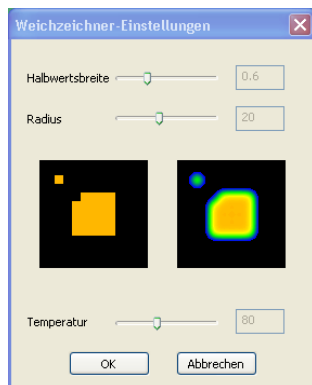 Weichzeichner-Einstellungen
Halbwertsbreite 0.6
Radius 20
Temperatur 80
OK Abbrechen